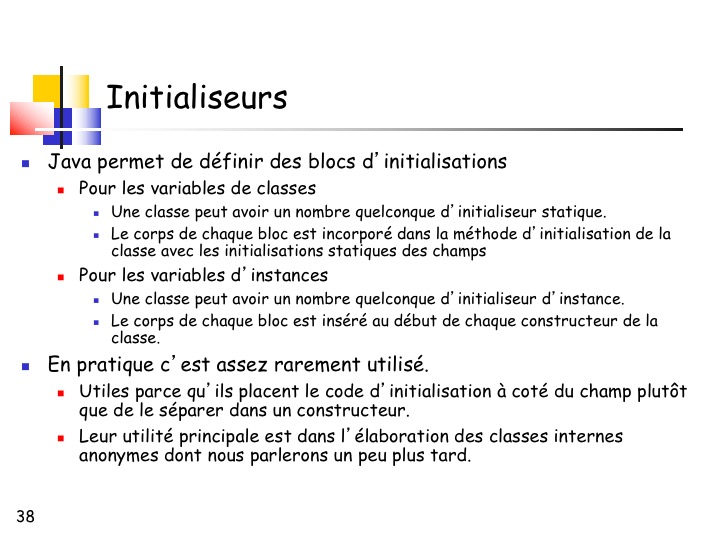 Initialiseurs
Java permet de définir des blocs d’initialisations
Pour les variables de classes
Une classe peut avoir un nombre quelconque d’initialiseur statique.
Le corps de chaque bloc est incorporé dans la méthode d’initialisation de la
classe avec les initialisations statiques des champs
Pour les variables d’instances
Une classe peut avoir un nombre quelconque d’initialiseur d’instance.
Le corps de chaque bloc est inséré au début de chaque constructeur de la
classe.
En pratique c’est assez rarement utilisé.
Utiles parce qu’ils placent le code d’initialisation à coté du champ plutôt
que de le séparer dans un constructeur.
Leur utilité principale est dans l’élaboration des classes internes
anonymes dont nous parlerons un peu plus tard.
38